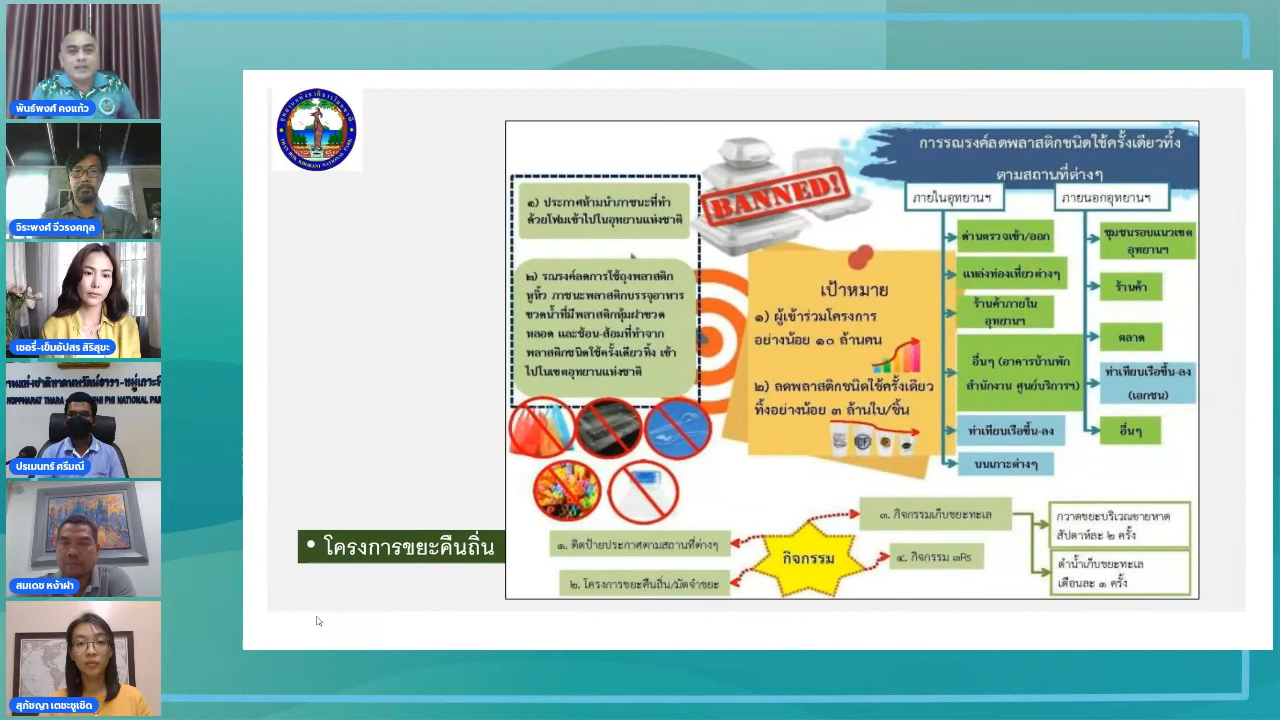 พันธ์พงศ์ คงแก้ว
จิระพงศ์ จีวรงคกุล
เชอรี่-เข็มอัปสร สิริสุขะ
ปรเมนทร์ ศรีมณี
สมเดช หง้าฝา
สุภัชญา เตชะชูเชิด
THAN BOK KHORANI NATIONAL PARK
• โครงการขยะคืนถิ่น
การรณรงค์ลดพลาสติกชนิดใช้ครั้งเดียวทิ้ง
ตามสถานที่ต่างๆ
BANNED!
๑) ประกาศห้ามนำภาชนะที่ทำ
ด้วยโฟมเข้าไปในอุทยานแห่งชาติ
๒) รณรงค์ลดการใช้ถุงพลาสติก
หูหิ้ว ภาชนะพลาสติกบรรจุอาหาร
ขวดน้ำที่มีพลาสติกหุ้มฝาขวด
หลอด และช้อน-ส้อมที่ทำจาก
พลาสติกชนิดใช้ครั้งเดียวทิ้ง เข้า
ไปในเขตอุทยานแห่งชาติ
เป้าหมาย
๑) ผู้เข้าร่วมโครงการ
อย่างน้อย ๑๐ ล้านคน
๒) ลดพลาสติกชนิดใช้ครั้งเดียว
ทิ้งอย่างน้อย ๓ ล้านใบ/ชิ้น
ภายในอุทยานฯ
ด่านตรวจเข้า/ออก
แหล่งท่องเที่ยวต่างๆ
ร้านค้าภายใน
อุทยานฯ
อื่นๆ (อาคารบ้านพัก
สำนักงาน ศูนย์บริการฯ)
ท่าเทียบเรือขึ้น-ลง
บนเกาะต่างๆ
ภายนอกอุทยานฯ
ชุมชนรอบแนวเขต
อุทยานฯ
ร้านค้า
ตลาด
ท่าเทียบเรือขึ้น-ลง
(เอกชน)
อื่นๆ
กิจกรรม
๑. ติดป้ายประกาศตามสถานที่ต่างๆ
๒. โครงการขยะคืนถิ่น/มัดจำขยะ
๓. กิจกรรมเก็บขยะทะเล
๔. กิจกรรม ๓Rs
กวาดขยะบริเวณชายหาด
สัปดาห์ละ ๒ ครั้ง
ดำน้ำเก็บขยะทะเล
เดือนละ ๑ ครั้ง